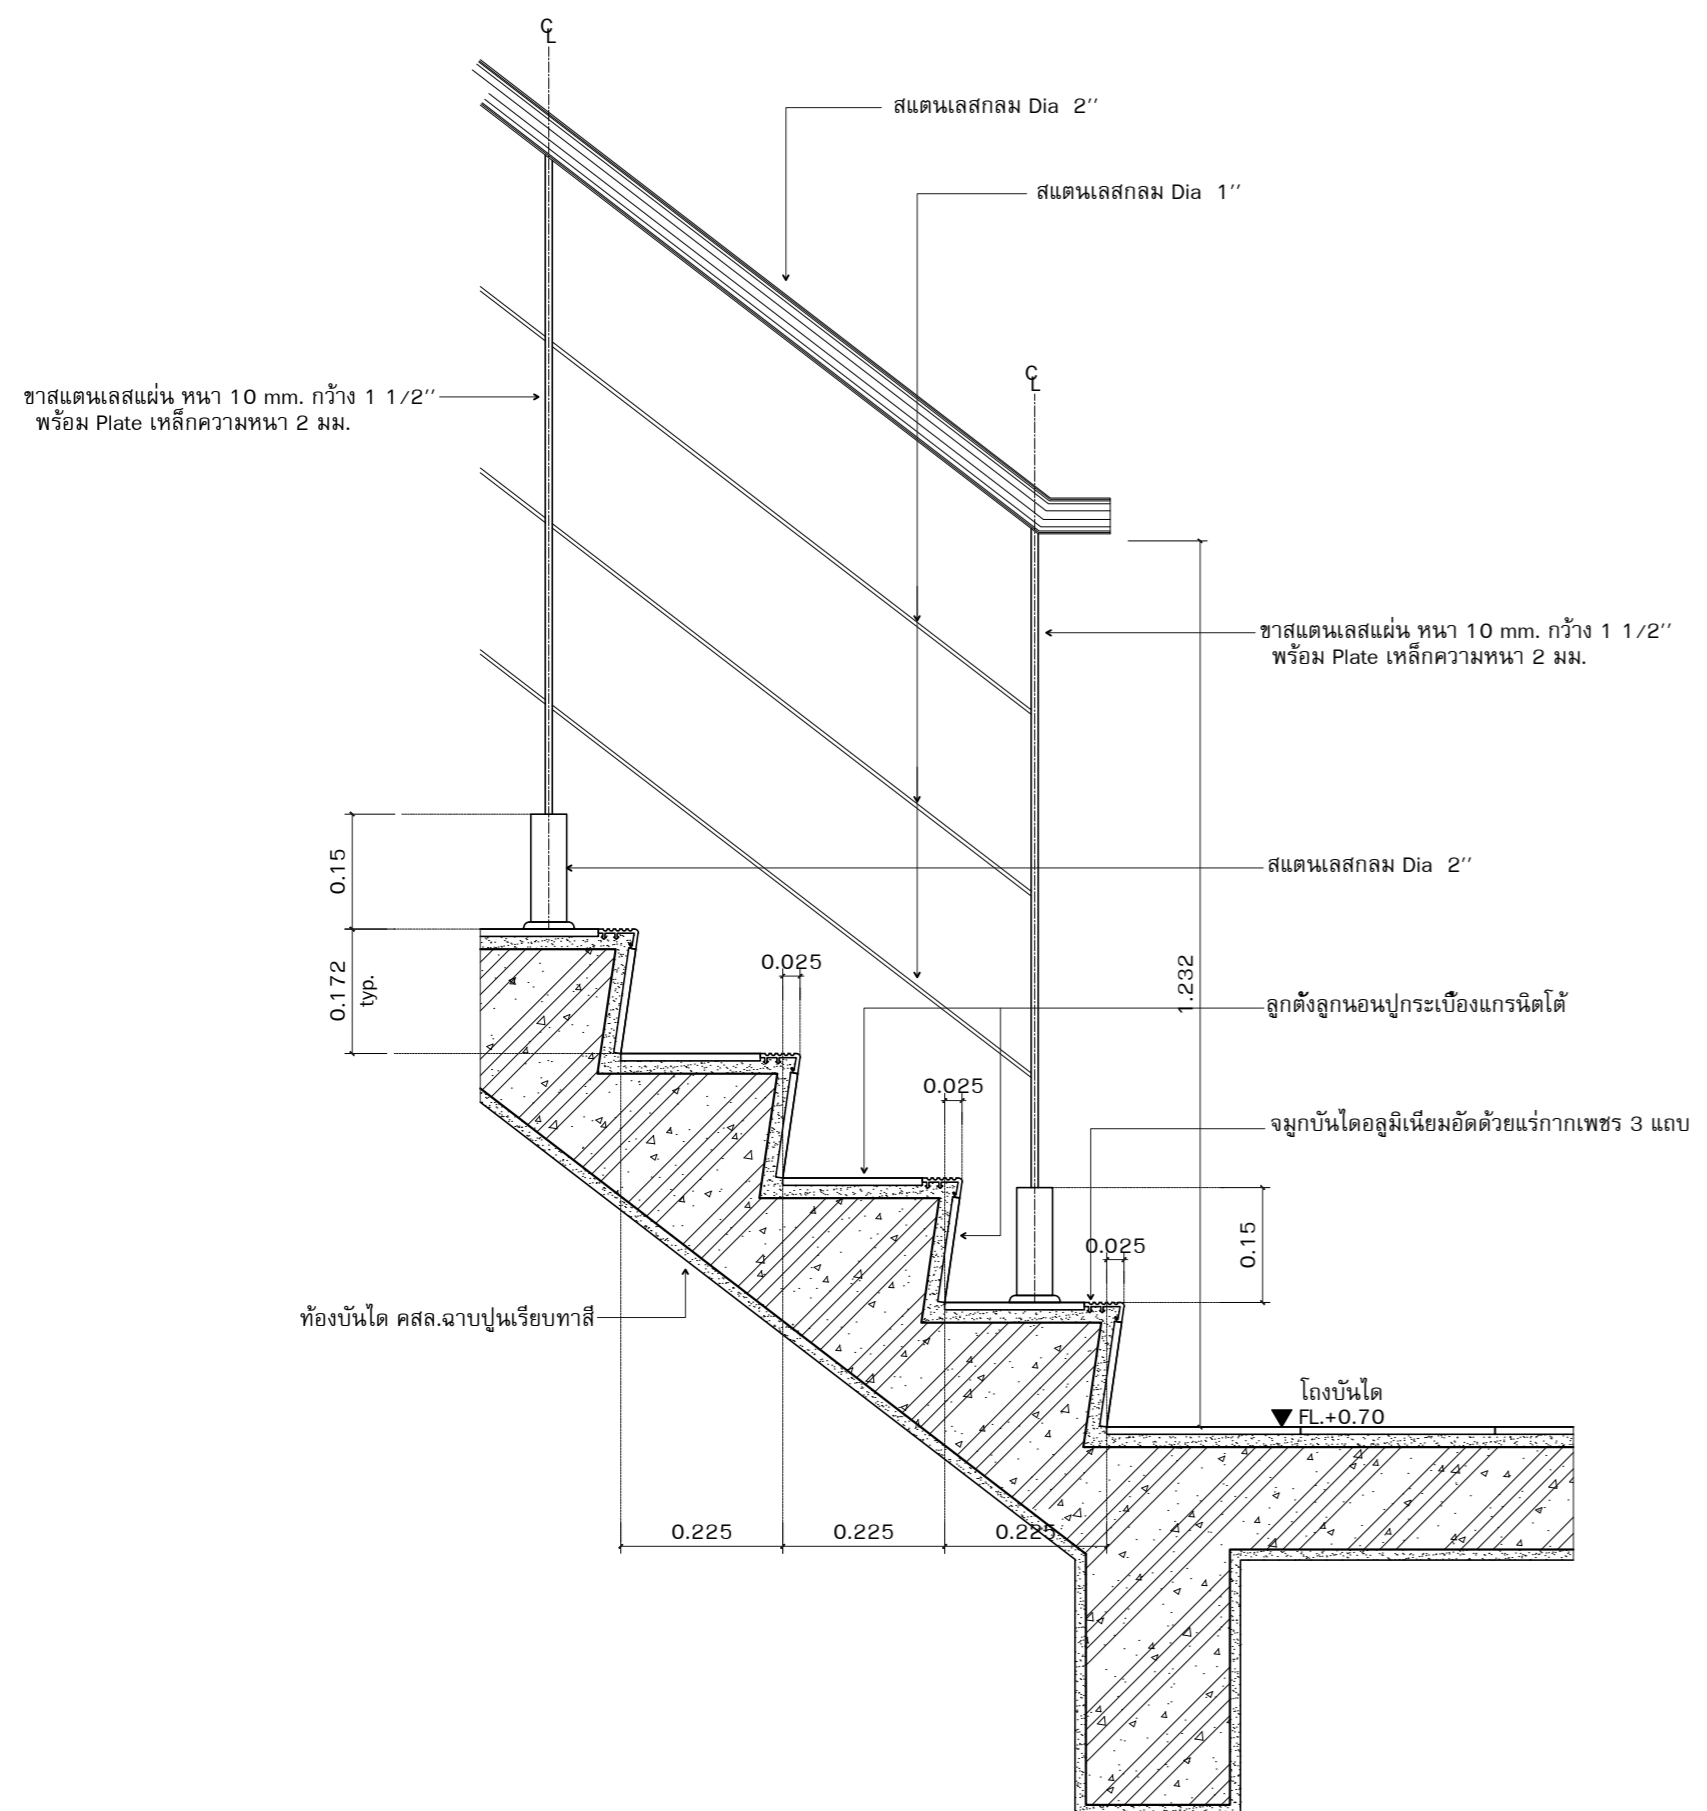 CL
สแตนเลสกลม Dia 2''
สแตนเลสกลม Dia 1''
CL
ขาสแตนเลสแผ่น หนา 10 mm. กว้าง 1 1/2''
พร้อม Plate เหล็กความหนา 2 มม.
ขาสแตนเลสแผ่น หนา 10 mm. กว้าง 1 1/2''
พร้อม Plate เหล็กความหนา 2 มม.
0.15
สแตนเลสกลม Dia 2''
0.172
typ.
0.025
1.232
ลูกตั้งลูกนอนปูกระเบื้องแกรนิตโต้
0.025
จมูกบันไดอลูมิเนียมอัดด้วยแร่กากเพชร 3 แถบ
0.025
0.15
ท้องบันได คสล.ฉาบปูนเรียบทาสี
โถงบันได
FL.+0.70
0.225
0.225
0.225